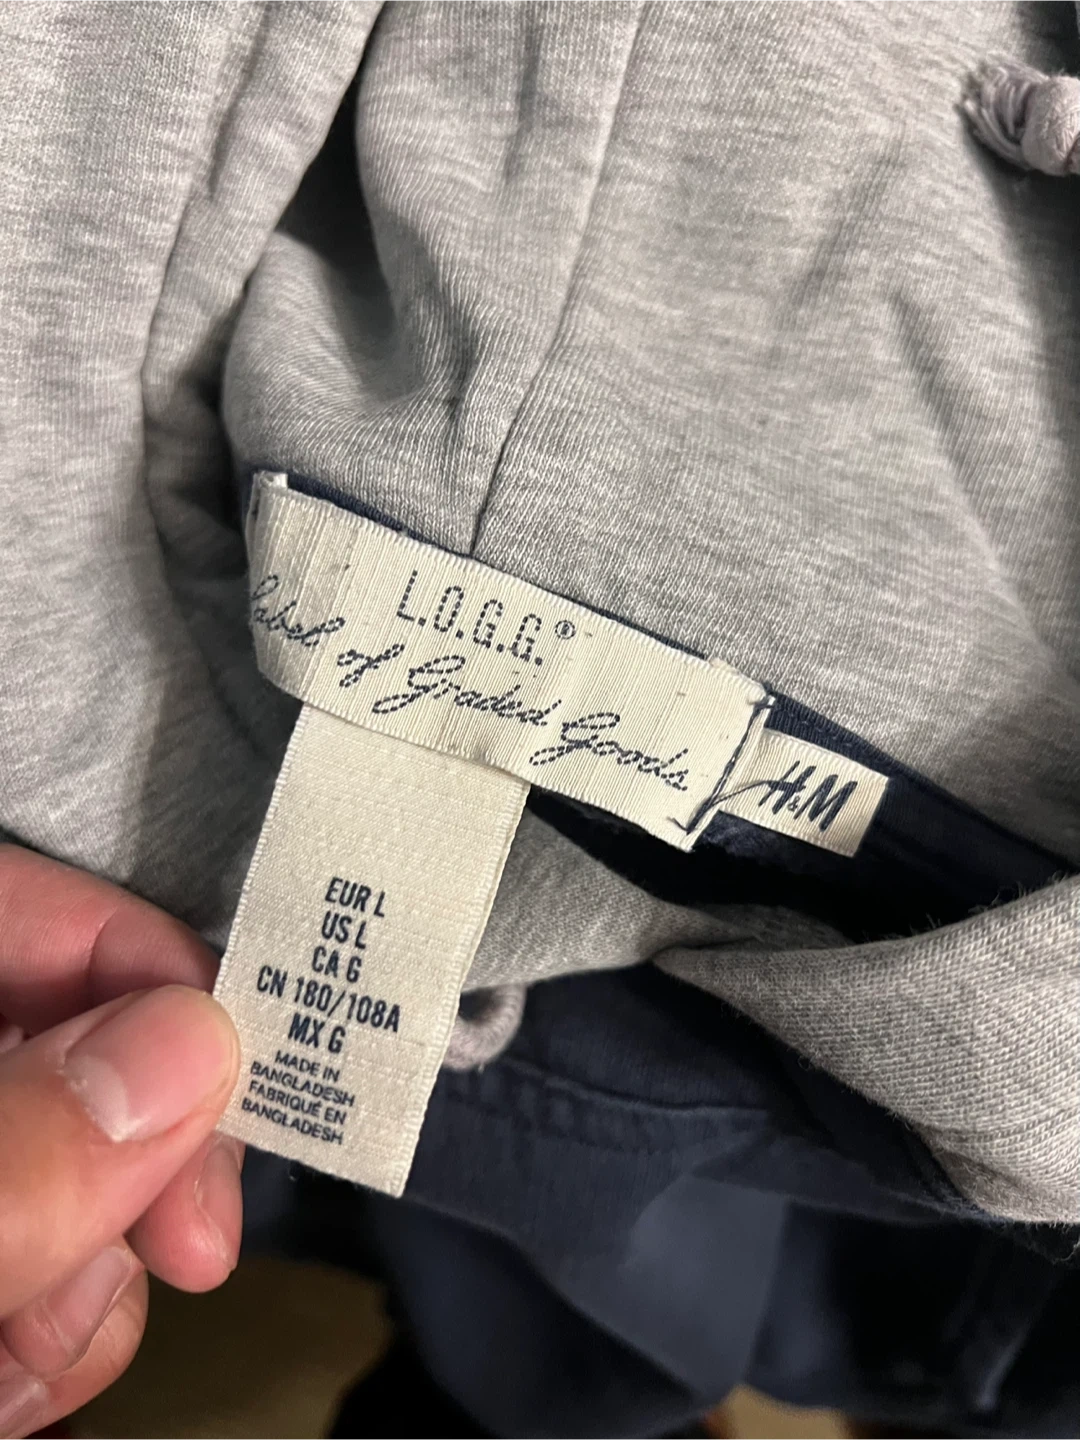 L.O.G.G.®
label of Graded Goods
H&M
EUR L
US L
CA G
CN 180/108A
MX G
MADE IN
BANGLADESH
FABRIQUÉ EN
BANGLADESH